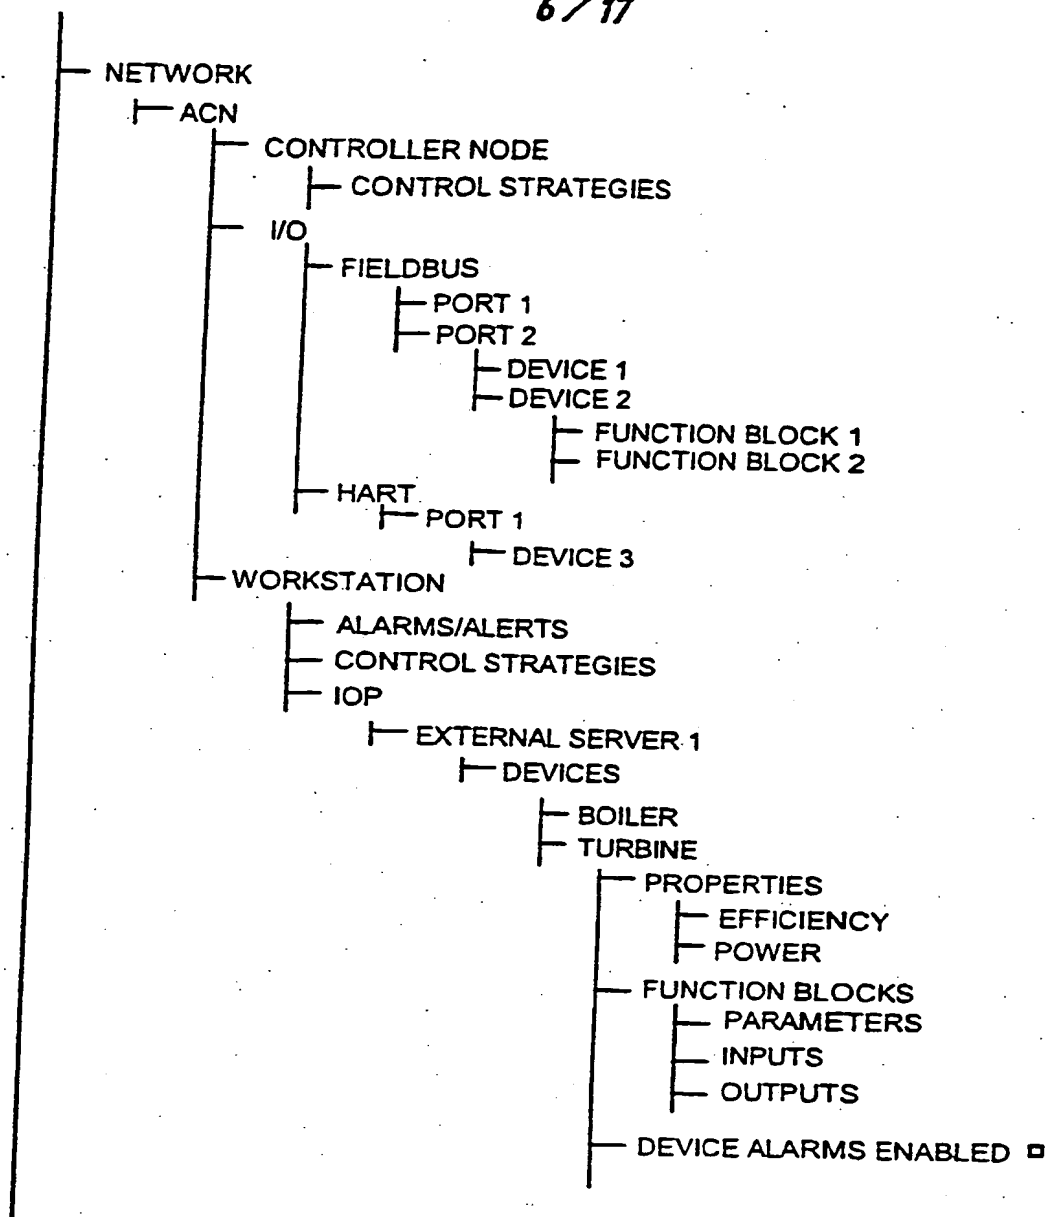 6/17
NETWORK
ACN
CONTROLLER NODE
CONTROL STRATEGIES
I/O
FIELDBUS
PORT 1
PORT 2
DEVICE 1
DEVICE 2
FUNCTION BLOCK 1
FUNCTION BLOCK 2
HART
PORT 1
DEVICE 3
WORKSTATION
ALARMS/ALERTS
CONTROL STRATEGIES
IOP
EXTERNAL SERVER 1
DEVICES
BOILER
TURBINE
PROPERTIES
EFFICIENCY
POWER
FUNCTION BLOCKS
PARAMETERS
INPUTS
OUTPUTS
DEVICE ALARMS ENABLED